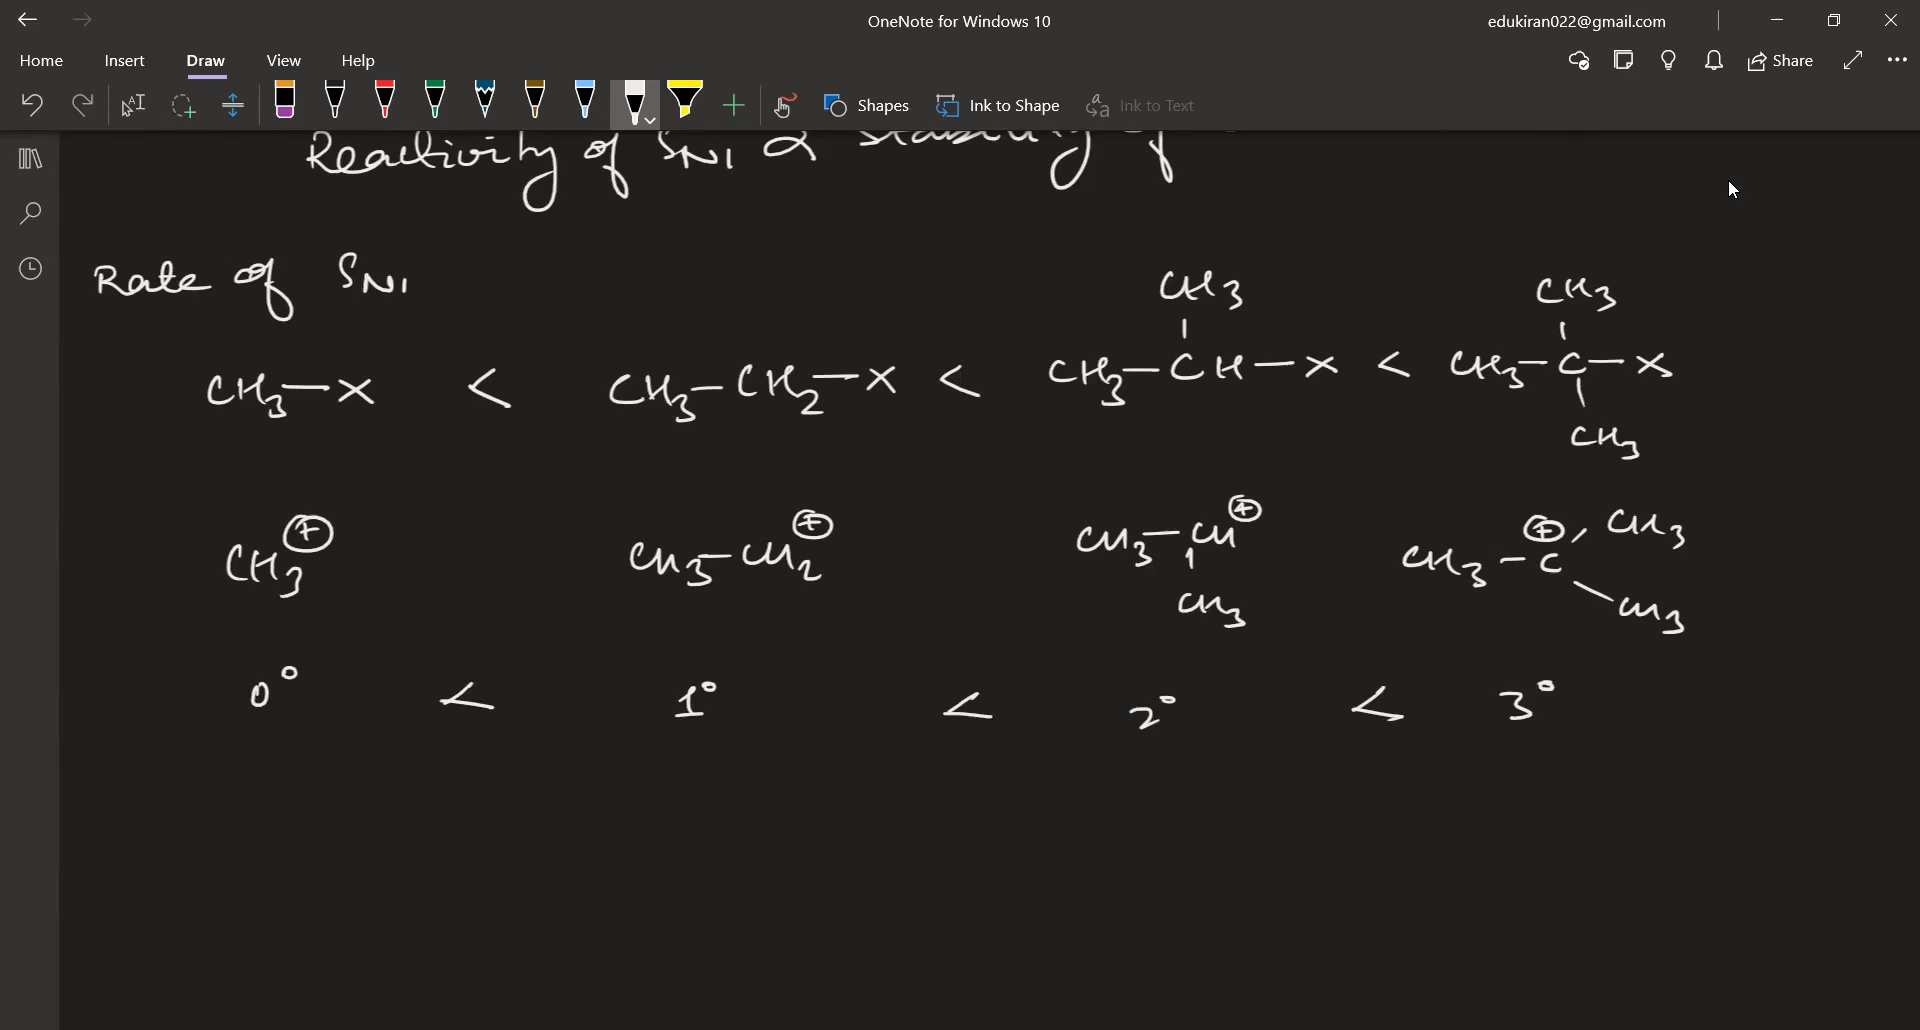 OneNote for Windows 10
edukiran022@gmail.com
Home Insert Draw View Help
Share
Shapes Ink to Shape Ink to Text
Reactivity of SN1 α stability of
Rate of SN1
CH3—X < CH3—CH2—X < CH3—CH—X < CH3—C—X
CH3 CH3
CH3
CH3⊕ CH3—CH2⊕ CH3—CH⊕ CH3—C⊕ CH3
CH3 CH3
0° < 1° < 2° < 3°